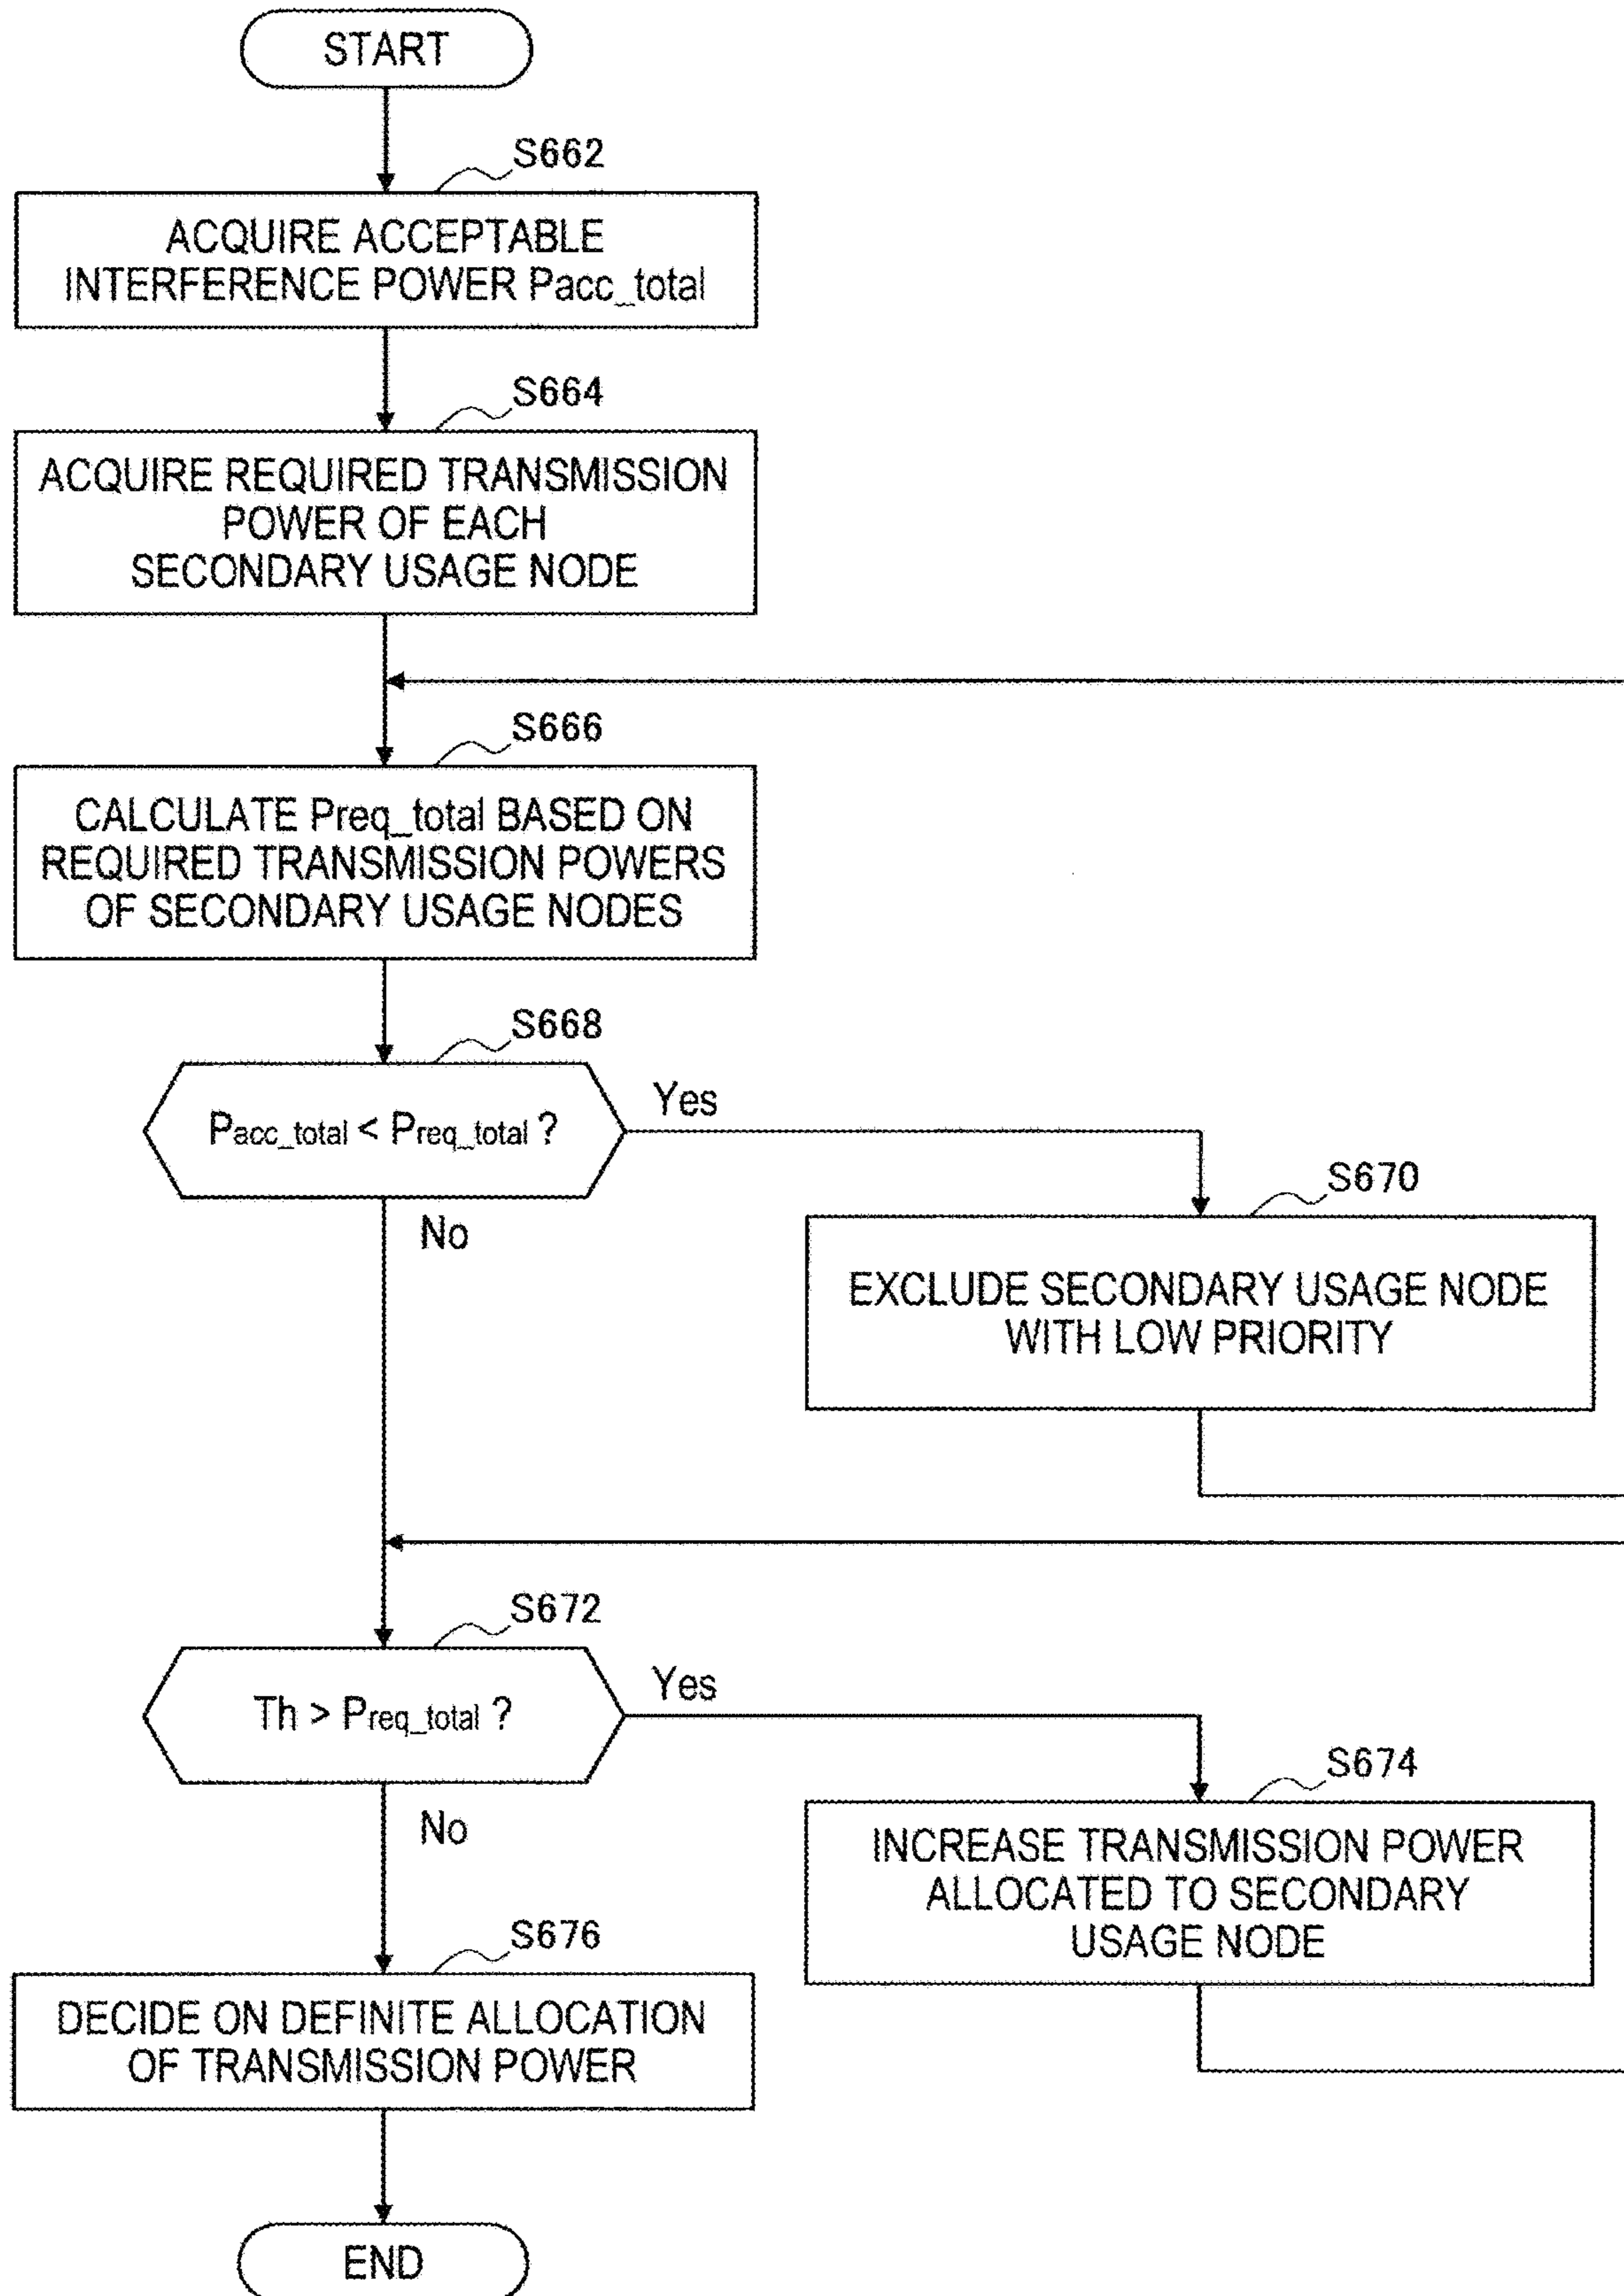 START
S662
ACQUIRE ACCEPTABLE
INTERFERENCE POWER Pacc_total
S664
ACQUIRE REQUIRED TRANSMISSION
POWER OF EACH
SECONDARY USAGE NODE
S666
CALCULATE Preq_total BASED ON
REQUIRED TRANSMISSION POWERS
OF SECONDARY USAGE NODES
S668
Pacc_total < Preq_total ?
Yes
No
S670
EXCLUDE SECONDARY USAGE NODE
WITH LOW PRIORITY
S672
Th > Preq_total ?
Yes
No
S674
INCREASE TRANSMISSION POWER
ALLOCATED TO SECONDARY
USAGE NODE
S676
DECIDE ON DEFINITE ALLOCATION
OF TRANSMISSION POWER
END